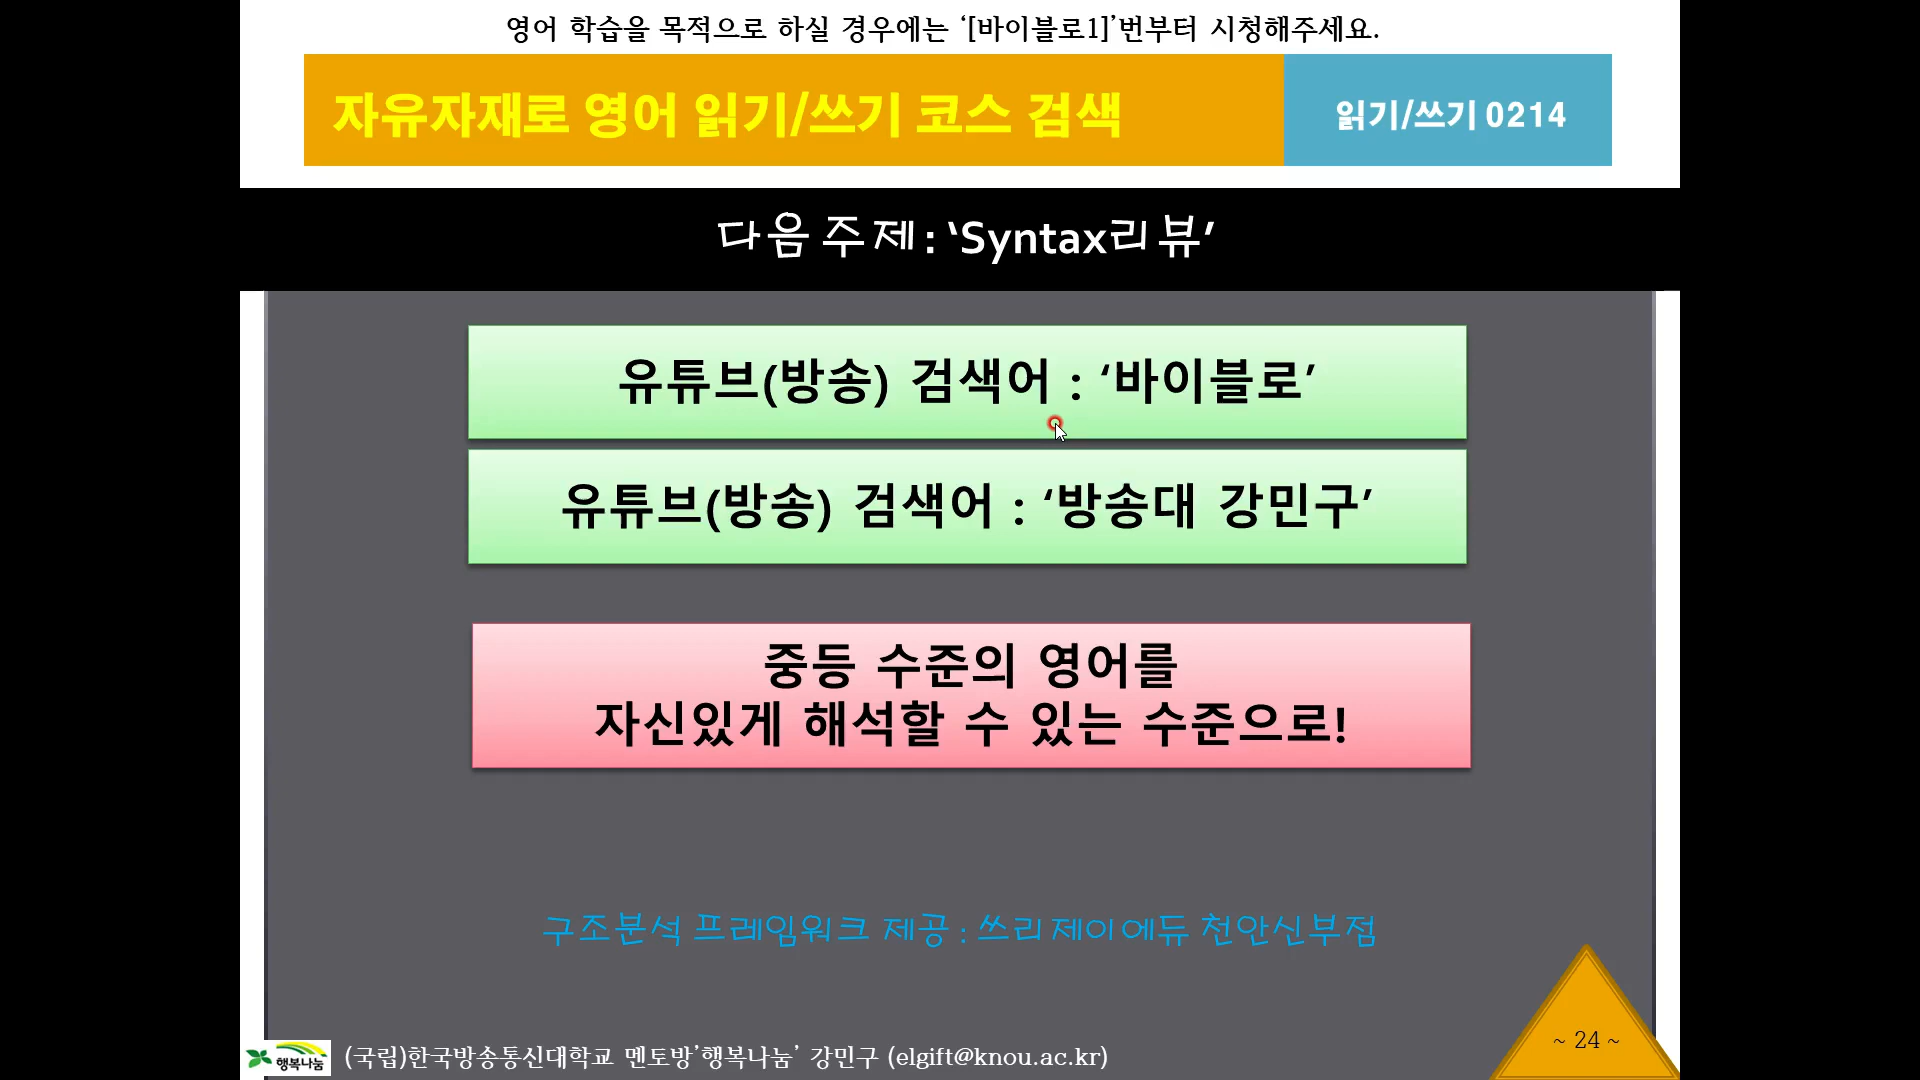 영어 학습을 목적으로 하실 경우에는 ‘[바이블로1]’번부터 시청해주세요.
자유자재로 영어 읽기/쓰기 코스 검색
읽기/쓰기 0214
다음 주제: ‘Syntax리뷰’
유튜브(방송) 검색어 : ‘바이블로’
유튜브(방송) 검색어 : ‘방송대 강민구’
중등 수준의 영어를
자신있게 해석할 수 있는 수준으로!
구조분석 프레임워크 제공 : 쓰리제이에듀 천안신부점
~ 24 ~
행복나눔
(국립)한국방송통신대학교 멘토방’행복나눔’ 강민구 (elgift@knou.ac.kr)